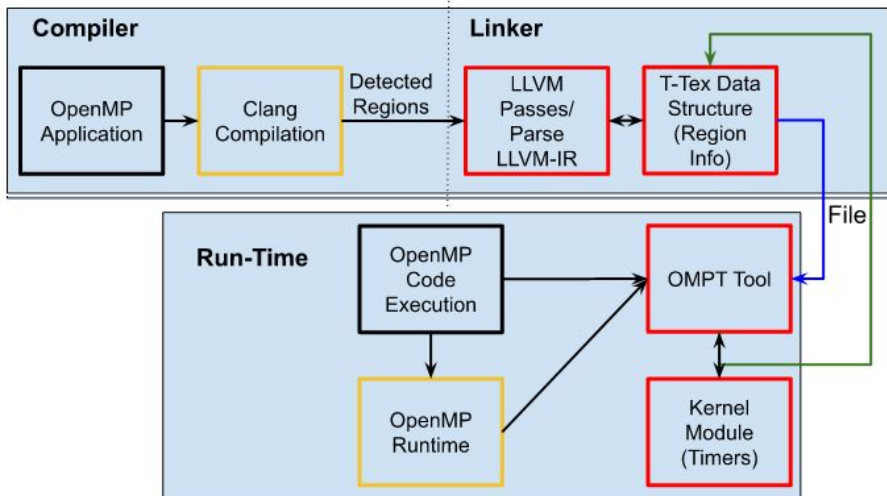 Compiler
Linker
OpenMP
Application
Clang
Compilation
Detected
Regions
LLVM
Passes/
Parse
LLVM-IR
T-Tex Data
Structure
(Region
Info)
File
Run-Time
OpenMP
Code
Execution
OMPT Tool
OpenMP
Runtime
Kernel
Module
(Timers)